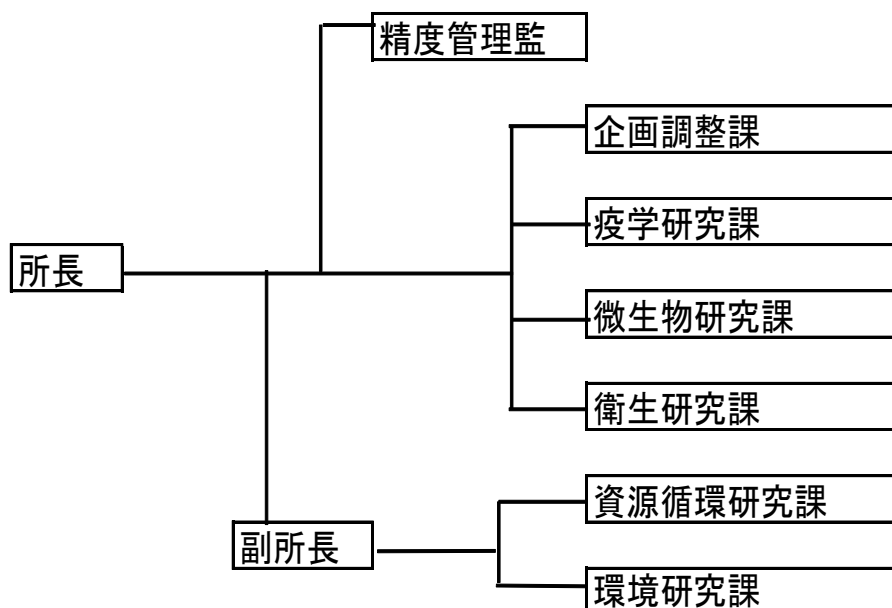 精度管理監
企画調整課
疫学研究課
所長
微生物研究課
衛生研究課
資源循環研究課
副所長
環境研究課